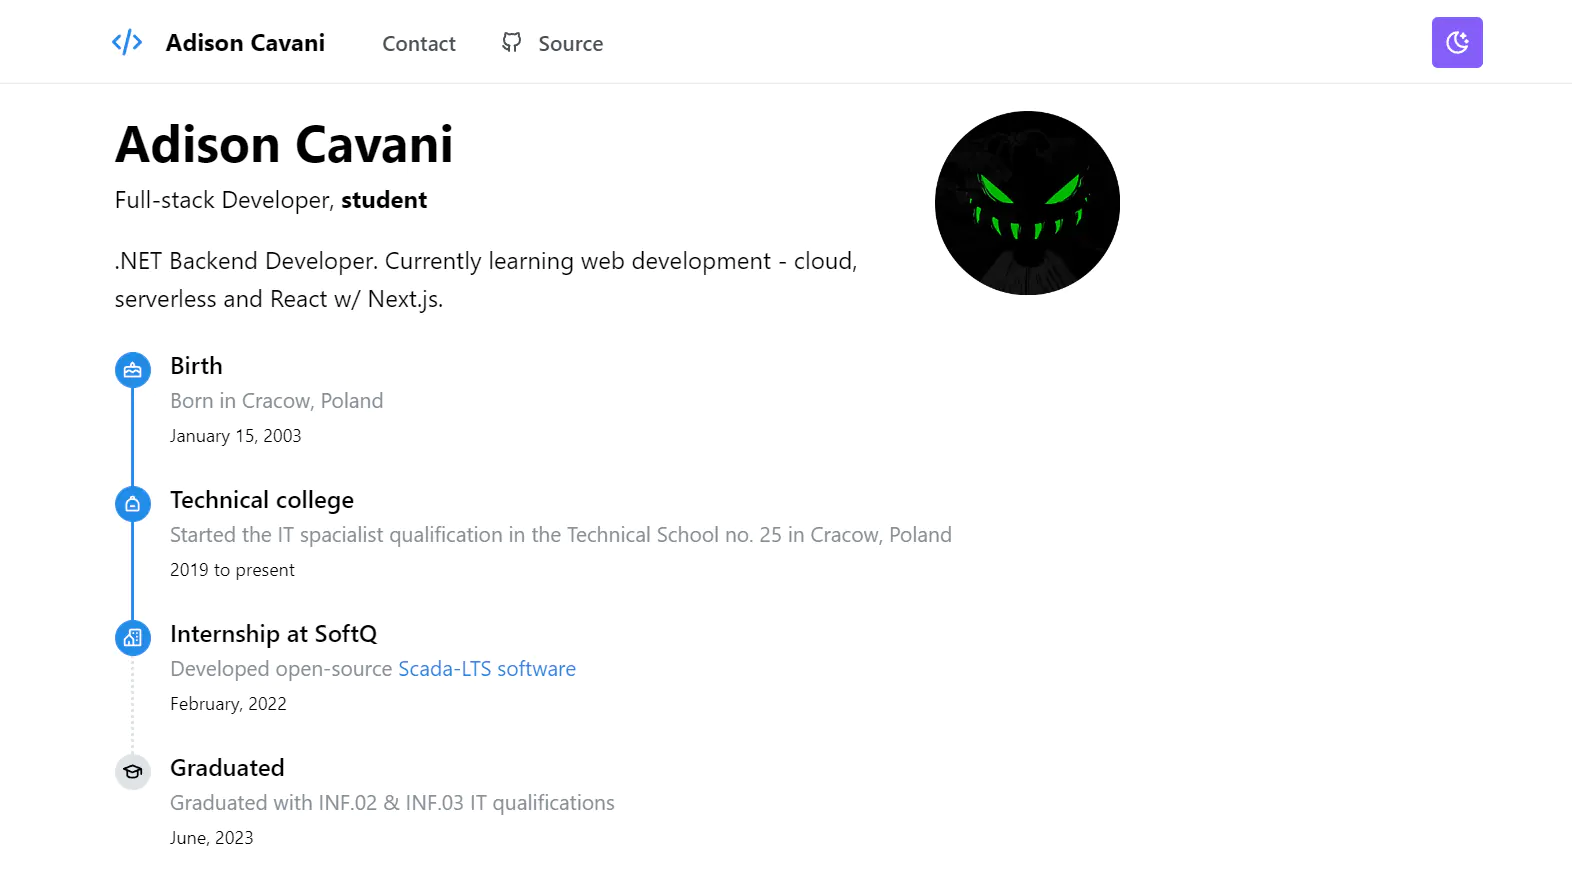 Adison Cavani
Contact
Source
Adison Cavani
Full-stack Developer, student
.NET Backend Developer. Currently learning web development - cloud,
serverless and React w/ Next.js.
Birth
Born in Cracow, Poland
January 15, 2003
Technical college
Started the IT spacialist qualification in the Technical School no. 25 in Cracow, Poland
2019 to present
Internship at SoftQ
Developed open-source Scada-LTS software
February, 2022
Graduated
Graduated with INF.02 & INF.03 IT qualifications
June, 2023